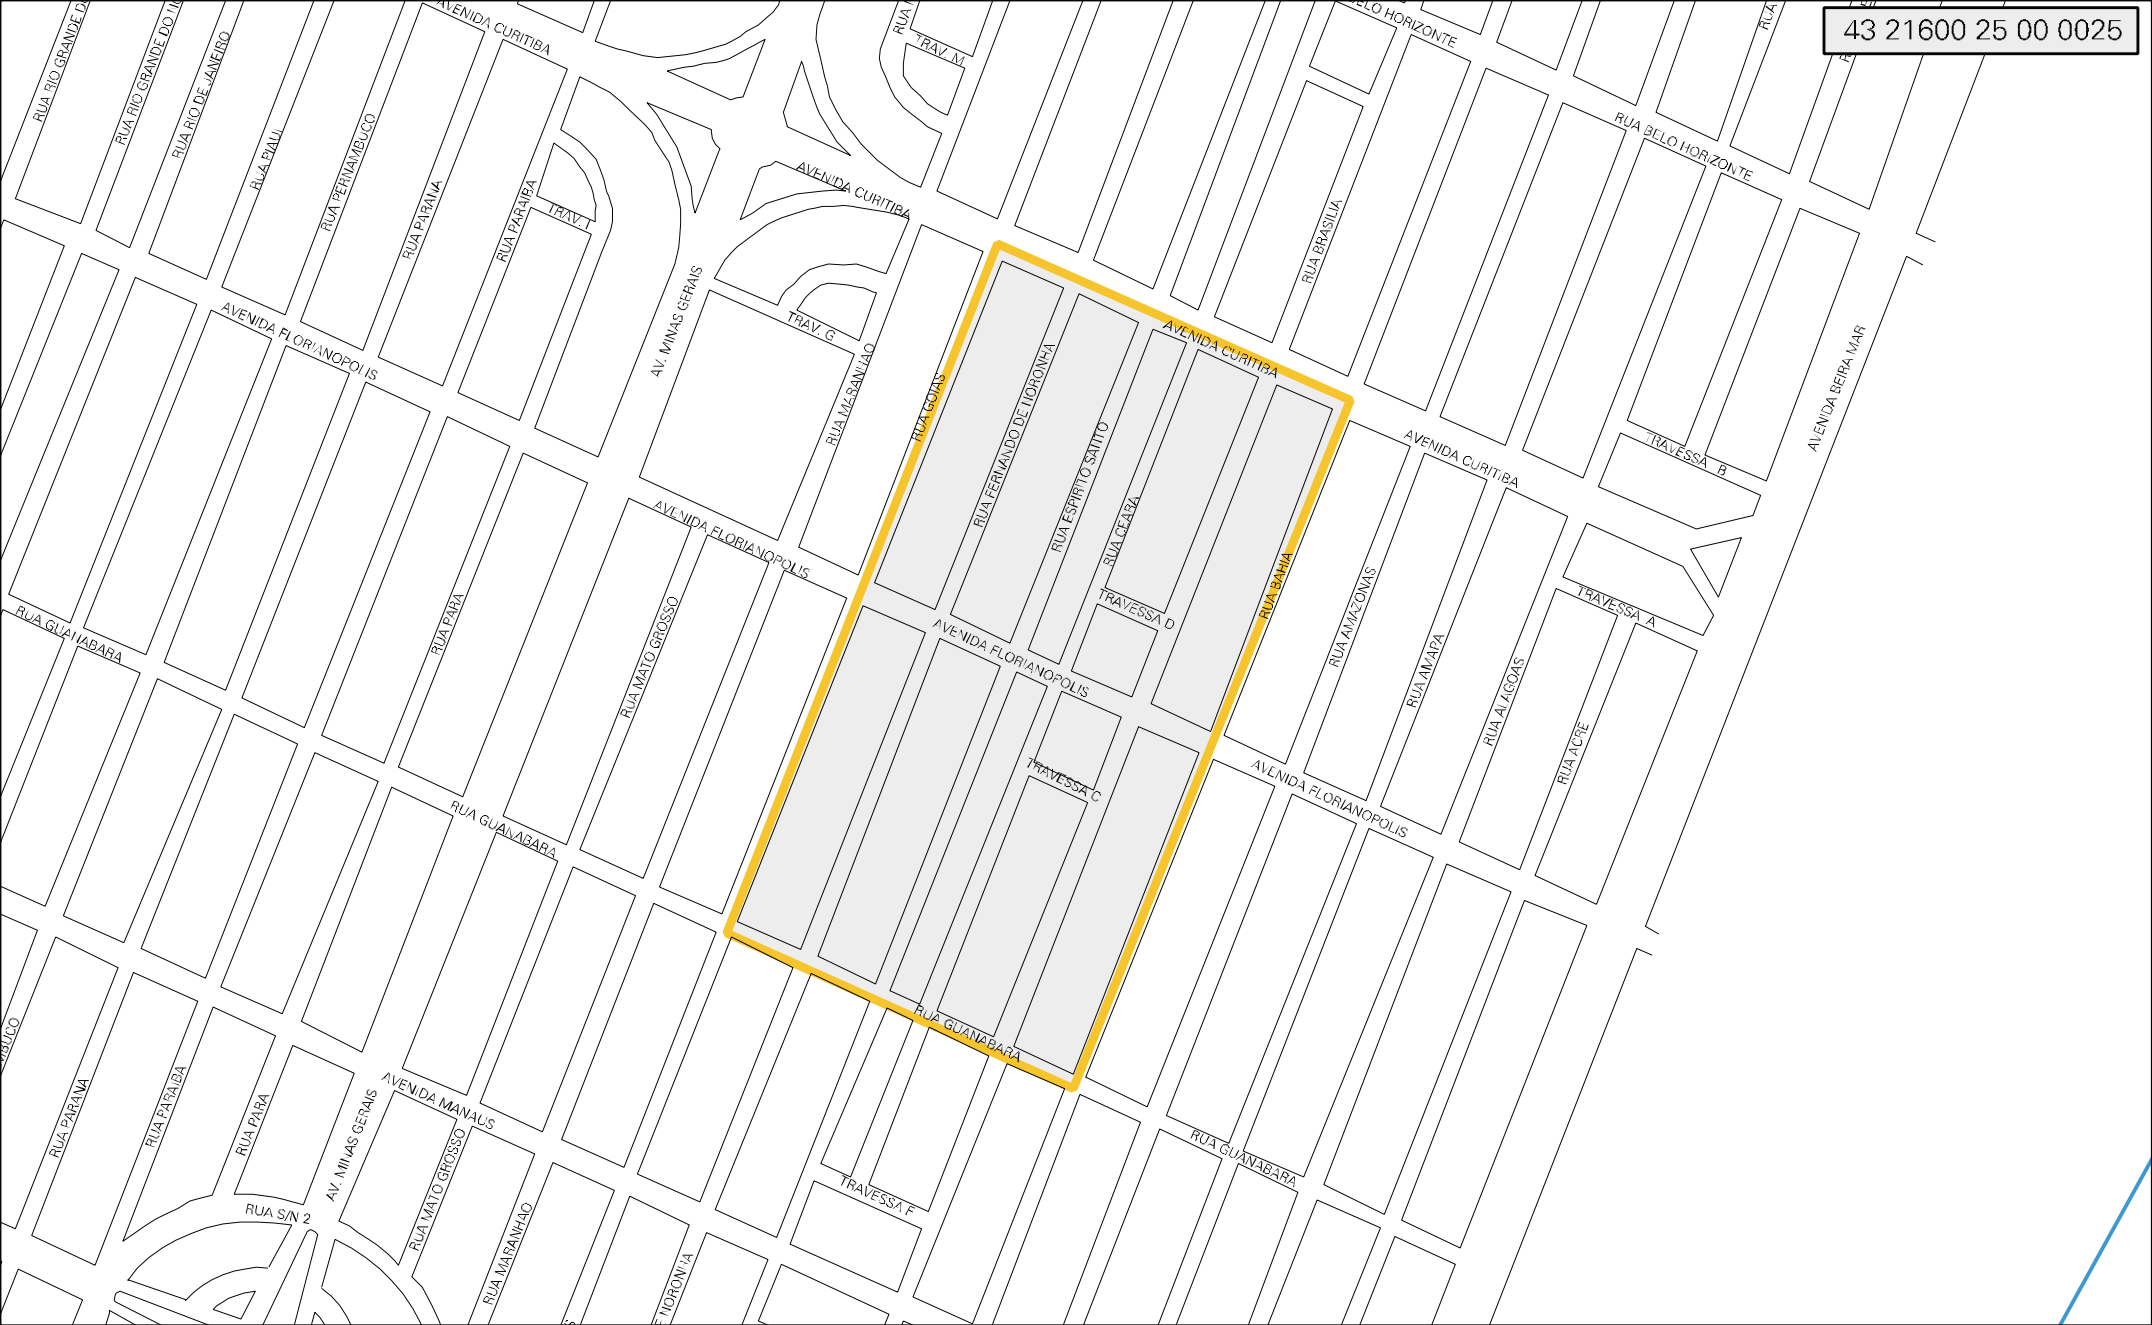 43 21600 25 00 0025
AVENIDA CURITIBA
TRAV. M
BELO HORIZONTE
RUA RIO GRANDE DO
RUA RIO GRANDE DO
RUA RIO DE JANEIRO
RUA PIAUI
RUA PERNAMBUCO
RUA PARANA
RUA PARAIBA
TRAV. I
AVENIDA CURITIBA
RUA BELO HORIZONTE
RUA BRASILIA
AV. MINAS GERAIS
TRAV. G
RUA MARANHAO
RUA GOIAS
AVENIDA FLORIANOPOLIS
AVENIDA CURITIBA
RUA FERNANDO DE NORONHA
RUA ESPIRITO SANTO
RUA CEARA
AVENIDA BEIRA MAR
AVENIDA CURITIBA
TRAVESSA B
AVENIDA FLORIANOPOLIS
RUA BAHIA
TRAVESSA D
TRAVESSA A
RUA GUANABARA
RUA PARA
RUA MATO GROSSO
AVENIDA FLORIANOPOLIS
RUA AMAZONAS
RUA AMAPA
RUA ALAGOAS
RUA ACRE
TRAVESSA C
AVENIDA FLORIANOPOLIS
RUA GUANABARA
RUA GUANABARA
RUA PARANA
RUA PARAIBA
RUA PARA
AV. MINAS GERAIS
AVENIDA MANAUS
RUA MATO GROSSO
RUA MARANHAO
RUA GUANABARA
TRAVESSA F
RUA S/N 2
E NORONHA